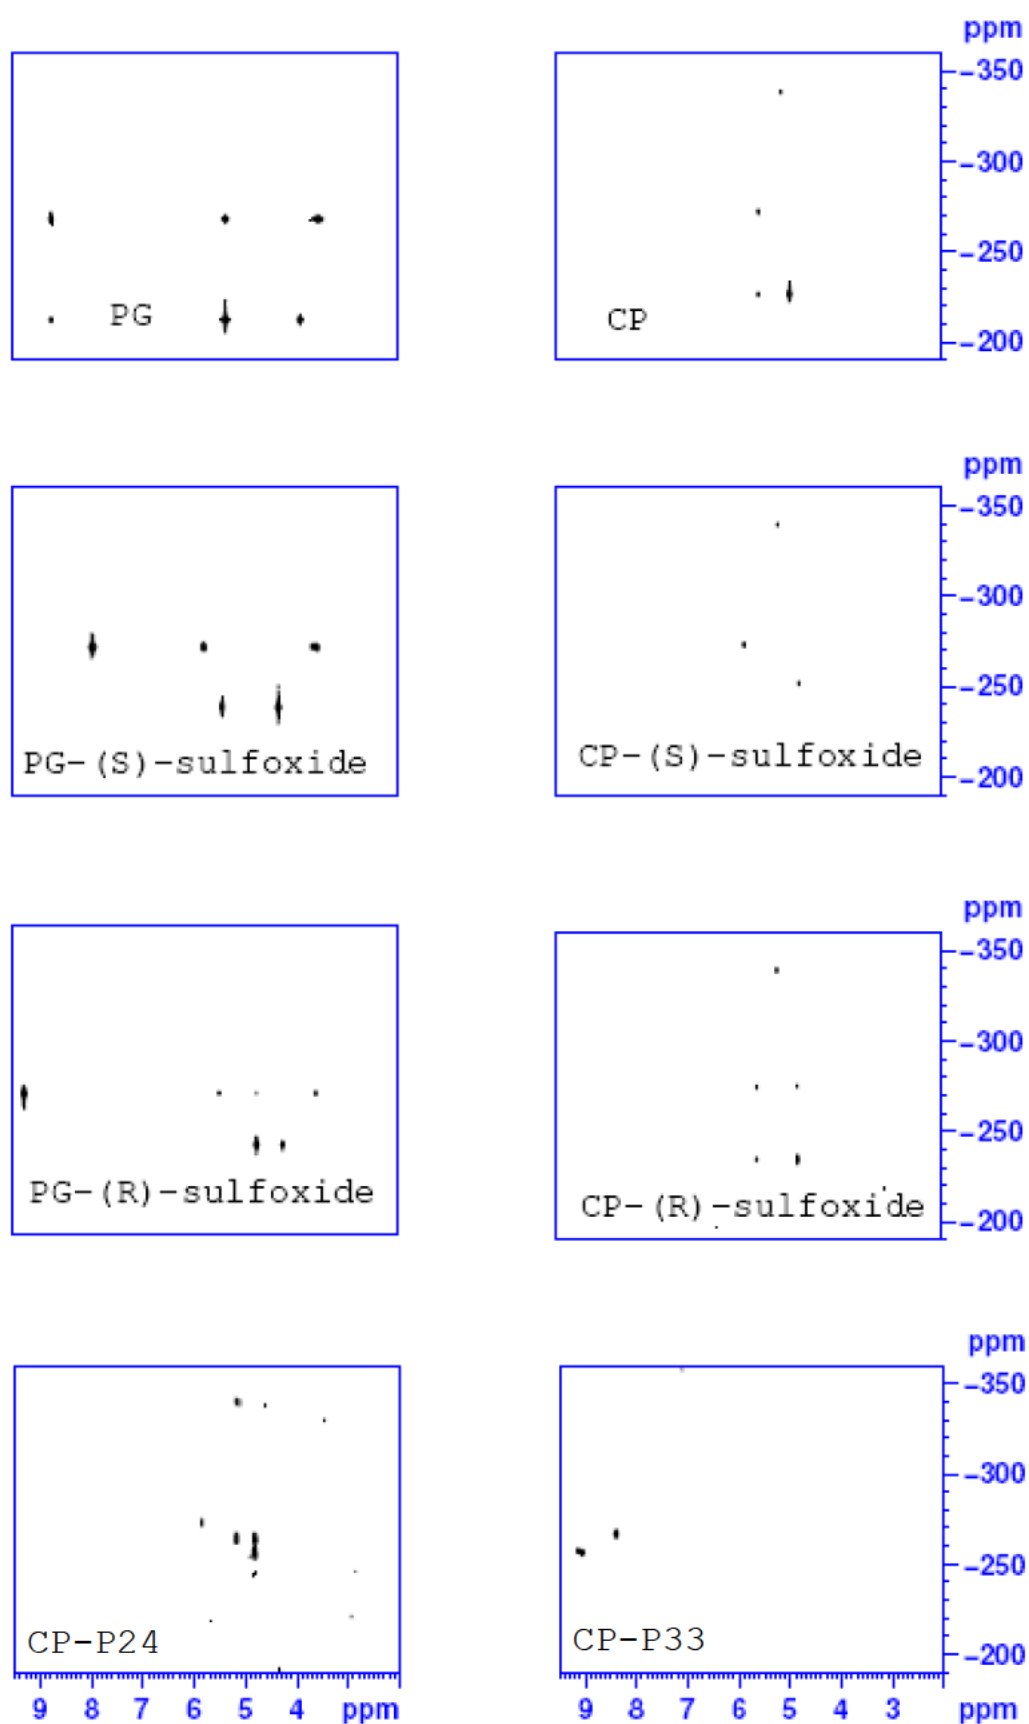 ppm
-350
-300
-250
-200
PG
CP
ppm
-350
-300
-250
-200
PG-(S)-sulfoxide
CP-(S)-sulfoxide
ppm
-350
-300
-250
-200
PG-(R)-sulfoxide
CP-(R)-sulfoxide
ppm
-350
-300
-250
-200
CP-P24
CP-P33
9 8 7 6 5 4 ppm
9 8 7 6 5 4 3 ppm